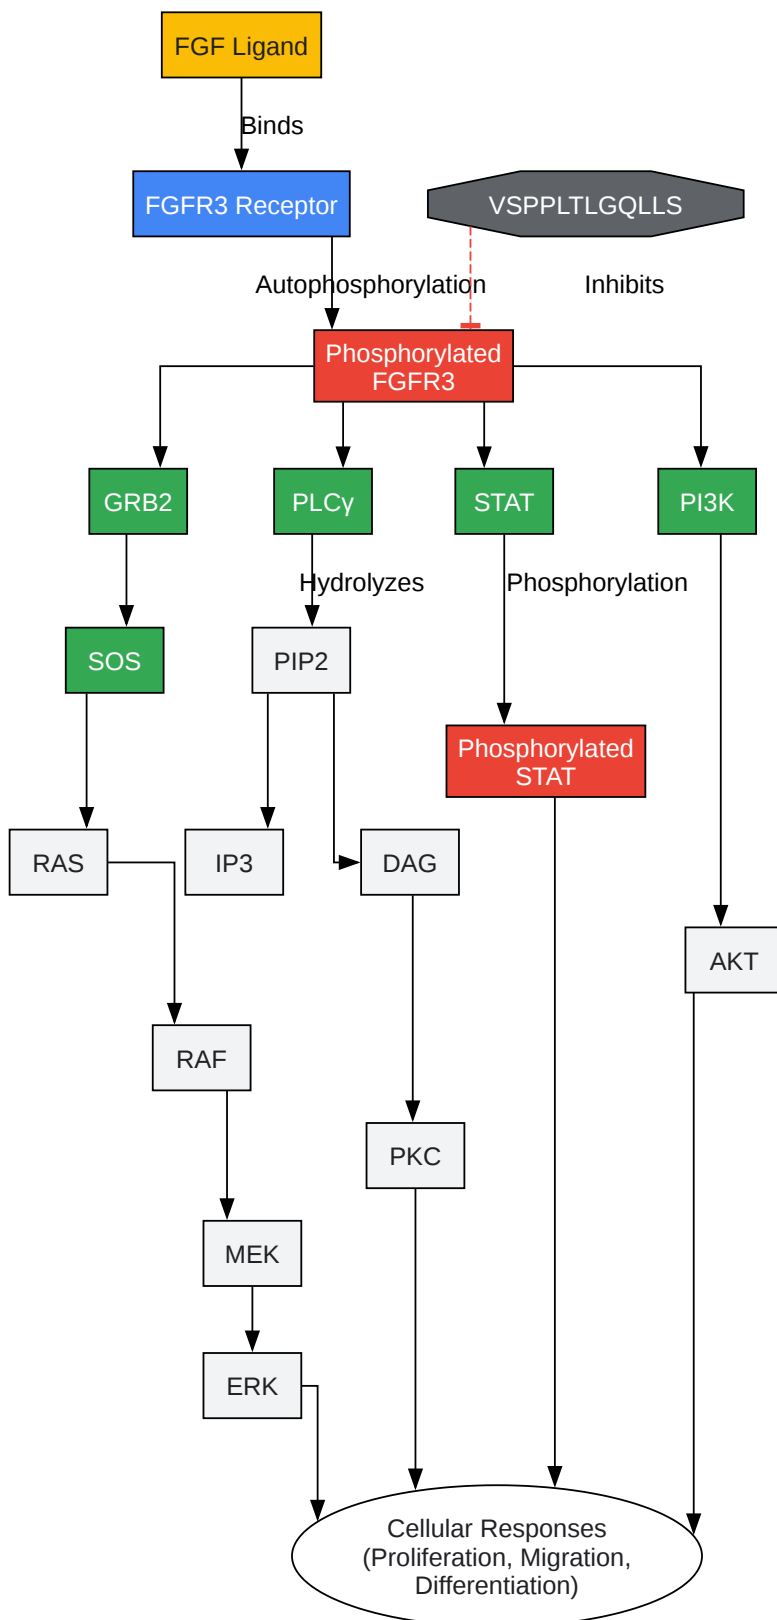 FGF Ligand
Binds
FGFR3 Receptor
VSPPLTLGQLLS
Autophosphorylation
Inhibits
Phosphorylated
FGFR3
GRB2
PLCγ
STAT
PI3K
Hydrolyzes
Phosphorylation
SOS
PIP2
Phosphorylated
STAT
RAS
IP3
DAG
AKT
RAF
PKC
MEK
ERK
Cellular Responses
(Proliferation, Migration,
Differentiation)